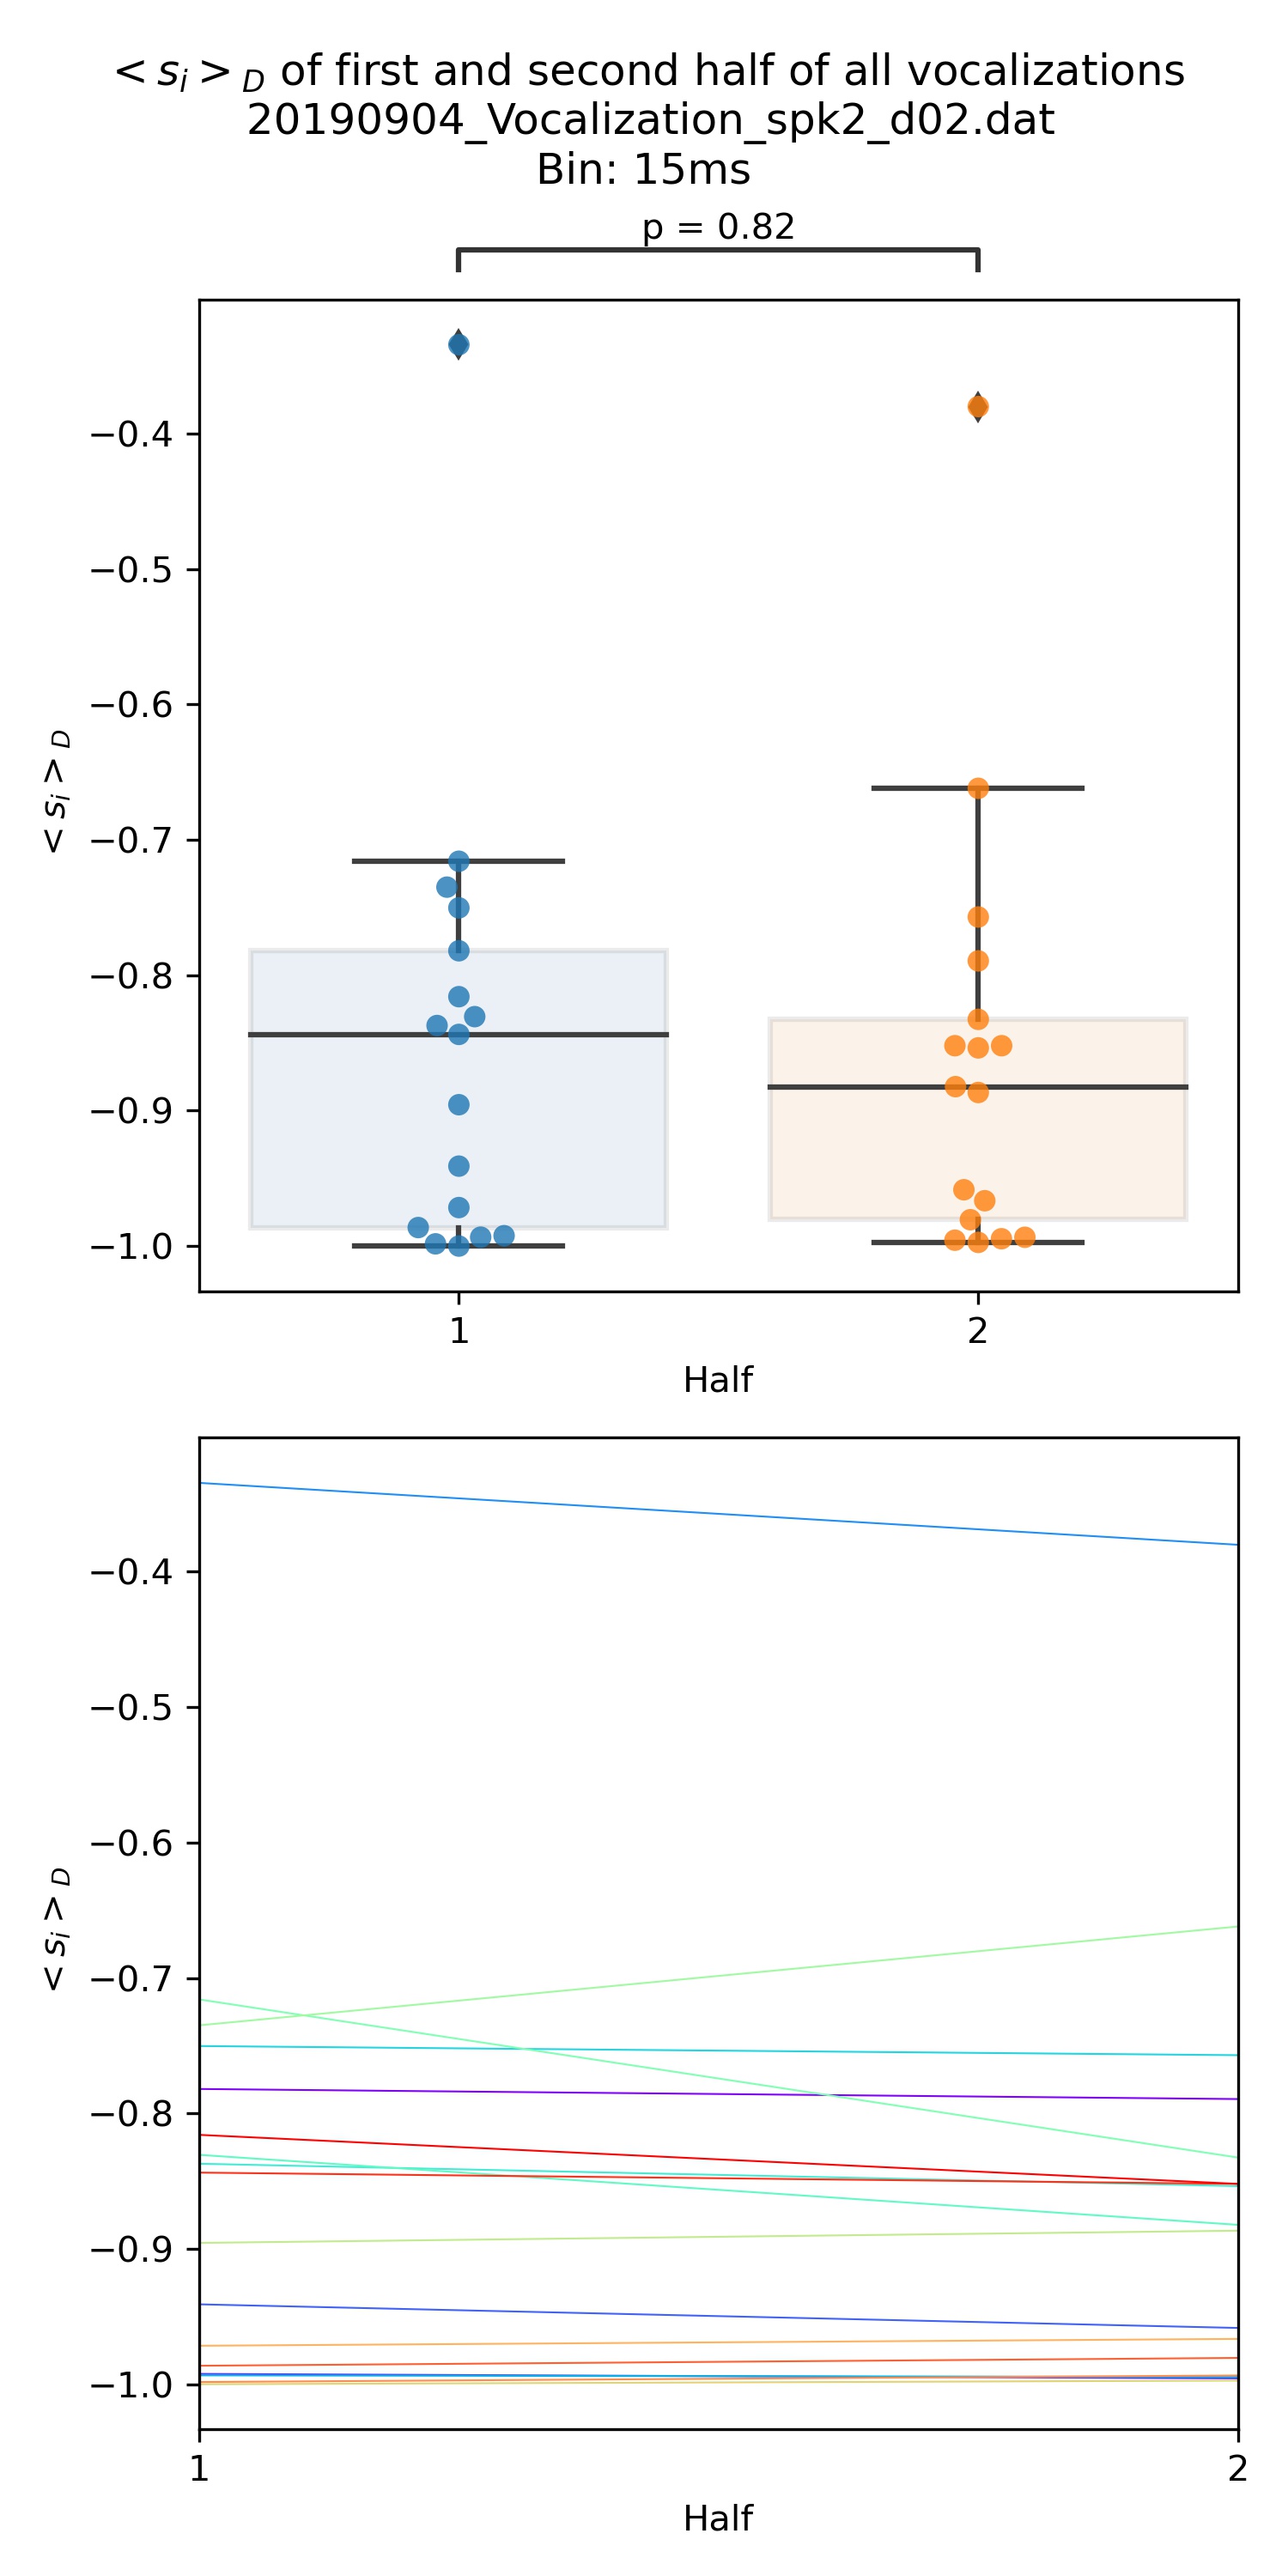 < s_i >_D of first and second half of all vocalizations
20190904_Vocalization_spk2_d02.dat
Bin: 15ms
p = 0.82
−0.4
−0.5
−0.6
−0.7
−0.8
−0.9
−1.0
< s_i >_D
1
2
Half
−0.4
−0.5
−0.6
−0.7
−0.8
−0.9
−1.0
< s_i >_D
1
2
Half